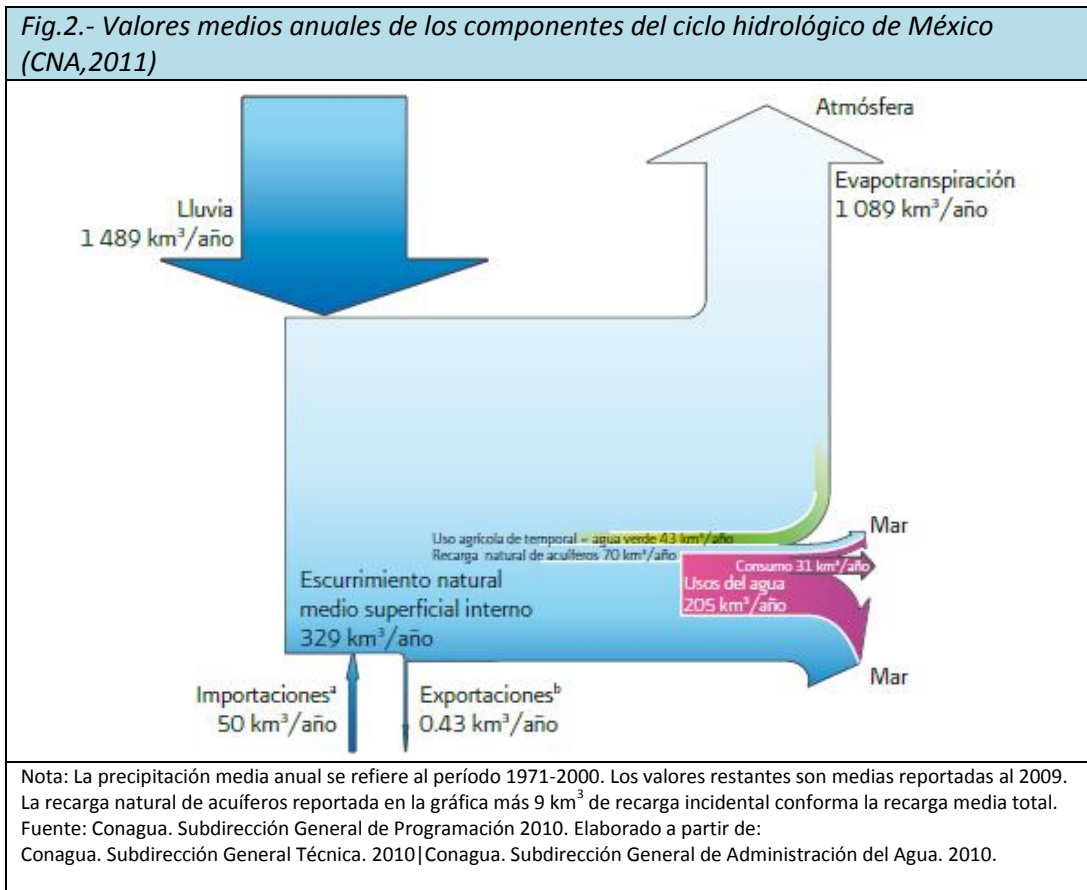 Fig.2.- Valores medios anuales de los componentes del ciclo hidrológico de México
(CNA,2011)
Atmósfera
Evapotranspiración
1 089 km³/año
Lluvia
1 489 km³/año
Mar
Uso agrícola de temporal – agua verde 43 km³/año
Recarga natural de acuíferos 70 km³/año
Consumo 31 km³/año
Usos del agua
205 km³/año
Escurrimiento natural
medio superficial interno
329 km³/año
Mar
Importacionesᵃ
50 km³/año
Exportacionesᵇ
0.43 km³/año
Nota: La precipitación media anual se refiere al período 1971-2000. Los valores restantes son medias reportadas al 2009.
La recarga natural de acuíferos reportada en la gráfica más 9 km³ de recarga incidental conforma la recarga media total.
Fuente: Conagua. Subdirección General de Programación 2010. Elaborado a partir de:
Conagua. Subdirección General Técnica. 2010|Conagua. Subdirección General de Administración del Agua. 2010.